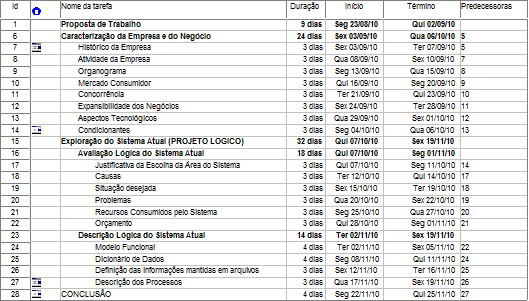 Id Nome da tarefa Duração Início Término Predecessoras
1 Proposta de Trabalho 9 dias Seg 23/08/10 Qui 02/09/10
6 Caracterização da Empresa e do Negócio 24 dias Sex 03/09/10 Qua 06/10/10 5
7 Histórico da Empresa 3 dias Sex 03/09/10 Ter 07/09/10 5
8 Atividade da Empresa 3 dias Qua 08/09/10 Sex 10/09/10 7
9 Organograma 3 dias Seg 13/09/10 Qua 15/09/10 8
10 Mercado Consumidor 3 dias Qui 16/09/10 Seg 20/09/10 9
11 Concorrência 3 dias Ter 21/09/10 Qui 23/09/10 10
12 Expansibilidade dos Negócios 3 dias Sex 24/09/10 Ter 28/09/10 11
13 Aspectos Tecnológicos 3 dias Qua 29/09/10 Sex 01/10/10 12
14 Condicionantes 3 dias Seg 04/10/10 Qua 06/10/10 13
15 Exploração do Sistema Atual (PROJETO LOGICO) 32 dias Qui 07/10/10 Sex 19/11/10
16 Avaliação Lógica do Sistema Atual 18 dias Qui 07/10/10 Seg 01/11/10
17 Justificativa da Escolha da Área do Sistema 3 dias Qui 07/10/10 Seg 11/10/10 14
18 Causas 3 dias Ter 12/10/10 Qui 14/10/10 17
19 Situação desejada 3 dias Sex 15/10/10 Ter 19/10/10 18
20 Problemas 3 dias Qua 20/10/10 Sex 22/10/10 19
21 Recursos Consumidos pelo Sistema 3 dias Seg 25/10/10 Qua 27/10/10 20
22 Orçamento 3 dias Qui 28/10/10 Seg 01/11/10 21
23 Descrição Lógica do Sistema Atual 14 dias Ter 02/11/10 Sex 19/11/10
24 Modelo Funcional 4 dias Ter 02/11/10 Sex 05/11/10 22
25 Dicionário de Dados 4 dias Seg 08/11/10 Qui 11/11/10 24
26 Definição das informações mantidas em arquivos 3 dias Sex 12/11/10 Ter 16/11/10 25
27 Descrição dos Processos 3 dias Qua 17/11/10 Sex 19/11/10 26
28 CONCLUSÃO 4 dias Seg 22/11/10 Qui 25/11/10 27